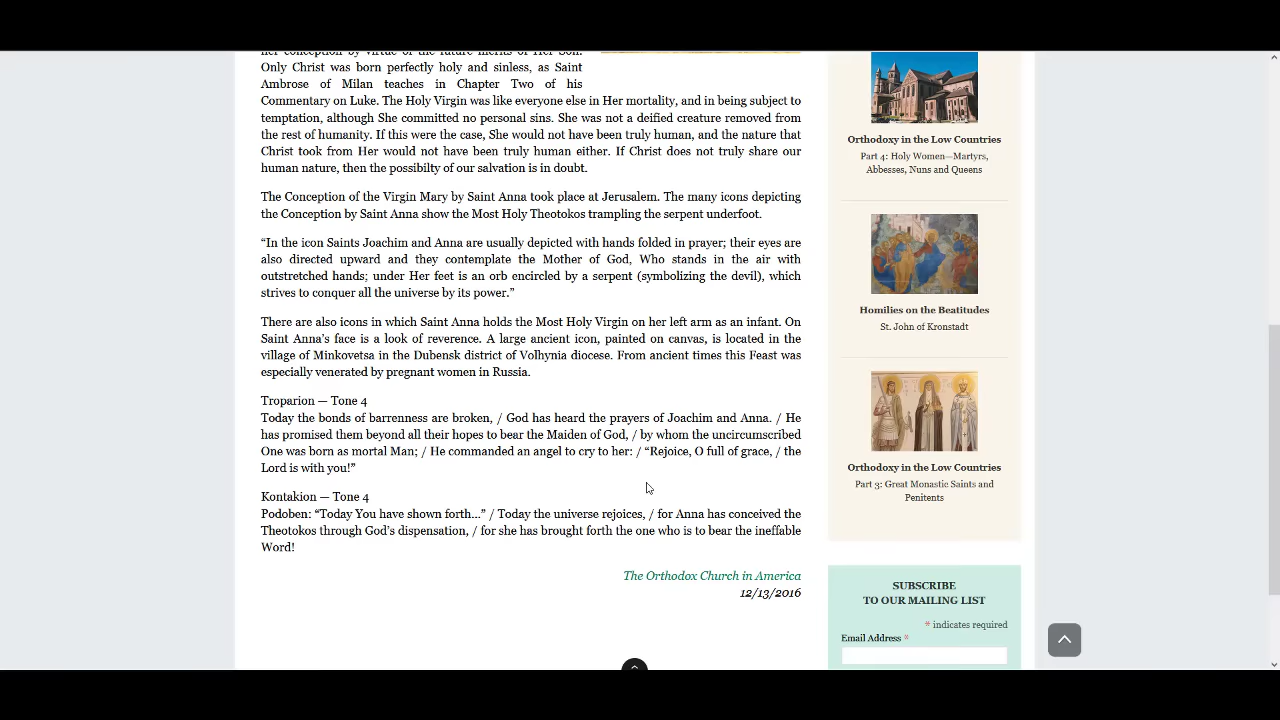 her conception by virtue of the future merits of Her Son.
Only Christ was born perfectly holy and sinless, as Saint
Ambrose of Milan teaches in Chapter Two of his
Commentary on Luke. The Holy Virgin was like everyone else in Her mortality, and in being subject to
temptation, although She committed no personal sins. She was not a deified creature removed from
the rest of humanity. If this were the case, She would not have been truly human, and the nature that
Christ took from Her would not have been truly human either. If Christ does not truly share our
human nature, then the possibilty of our salvation is in doubt.
The Conception of the Virgin Mary by Saint Anna took place at Jerusalem. The many icons depicting
the Conception by Saint Anna show the Most Holy Theotokos trampling the serpent underfoot.
“In the icon Saints Joachim and Anna are usually depicted with hands folded in prayer; their eyes are
also directed upward and they contemplate the Mother of God, Who stands in the air with
outstretched hands; under Her feet is an orb encircled by a serpent (symbolizing the devil), which
strives to conquer all the universe by its power.”
There are also icons in which Saint Anna holds the Most Holy Virgin on her left arm as an infant. On
Saint Anna’s face is a look of reverence. A large ancient icon, painted on canvas, is located in the
village of Minkovetsa in the Dubensk district of Volhynia diocese. From ancient times this Feast was
especially venerated by pregnant women in Russia.
Troparion — Tone 4
Today the bonds of barrenness are broken, / God has heard the prayers of Joachim and Anna. / He
has promised them beyond all their hopes to bear the Maiden of God, / by whom the uncircumscribed
One was born as mortal Man; / He commanded an angel to cry to her: / “Rejoice, O full of grace, / the
Lord is with you!”
Kontakion — Tone 4
Podoben: “Today You have shown forth...” / Today the universe rejoices, / for Anna has conceived the
Theotokos through God’s dispensation, / for she has brought forth the one who is to bear the ineffable
Word!
The Orthodox Church in America
12/13/2016
Orthodoxy in the Low Countries
Part 4: Holy Women—Martyrs,
Abbesses, Nuns and Queens
Homilies on the Beatitudes
St. John of Kronstadt
Orthodoxy in the Low Countries
Part 3: Great Monastic Saints and
Penitents
SUBSCRIBE
TO OUR MAILING LIST
* indicates required
Email Address *